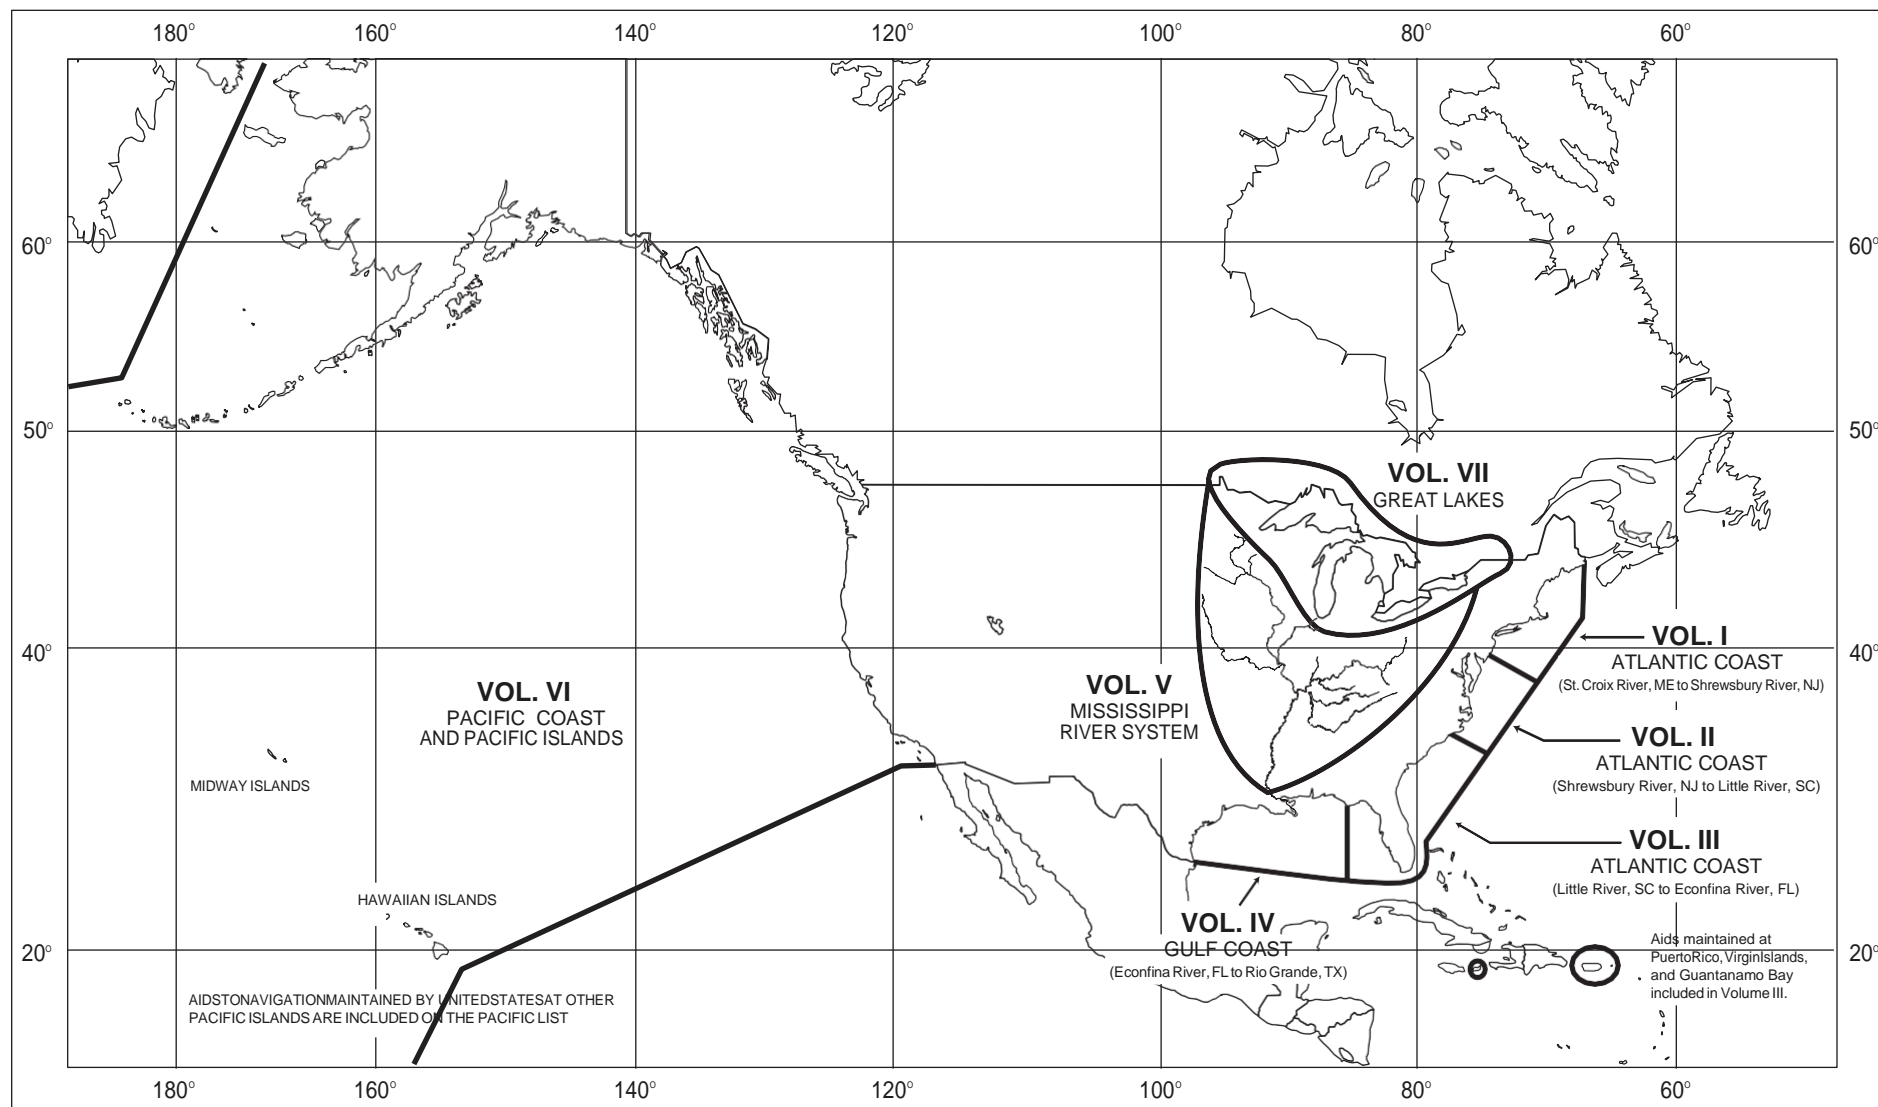 180° 160° 140° 120° 100° 80° 60°
60° 60°
50° 50°
VOL. VII
GREAT LAKES
40° 40°
VOL. I
ATLANTIC COAST
(St. Croix River, ME to Shrewsbury River, NJ)
VOL. VI
PACIFIC COAST
AND PACIFIC ISLANDS
VOL. V
MISSISSIPPI
RIVER SYSTEM
VOL. II
ATLANTIC COAST
(Shrewsbury River, NJ to Little River, SC)
MIDWAY ISLANDS
VOL. III
ATLANTIC COAST
(Little River, SC to Econfina River, FL)
HAWAIIAN ISLANDS
VOL. IV
GULF COAST
(Econfina River, FL to Rio Grande, TX)
20° 20°
Aids maintained at
PuertoRico, VirginIslands,
and Guantanamo Bay
included in Volume III.
AIDSTONAVIGATIONMAINTAINED BY UNITEDSTATESAT OTHER
PACIFIC ISLANDS ARE INCLUDED ON THE PACIFIC LIST
180° 160° 140° 120° 100° 80° 60°